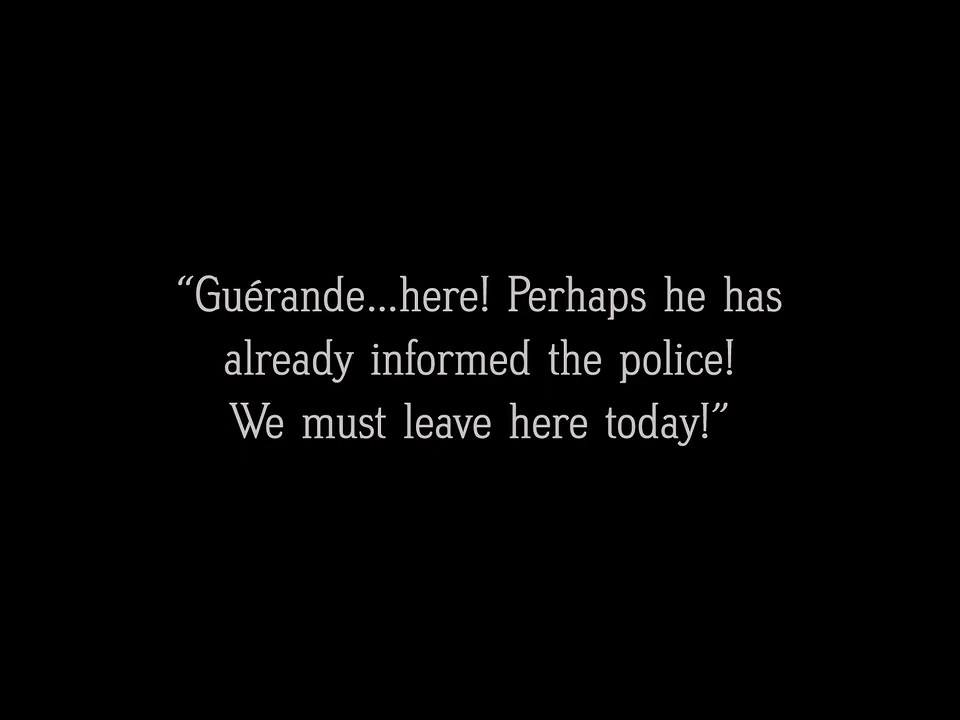 “Guérande...here! Perhaps he has
already informed the police!
We must leave here today!”